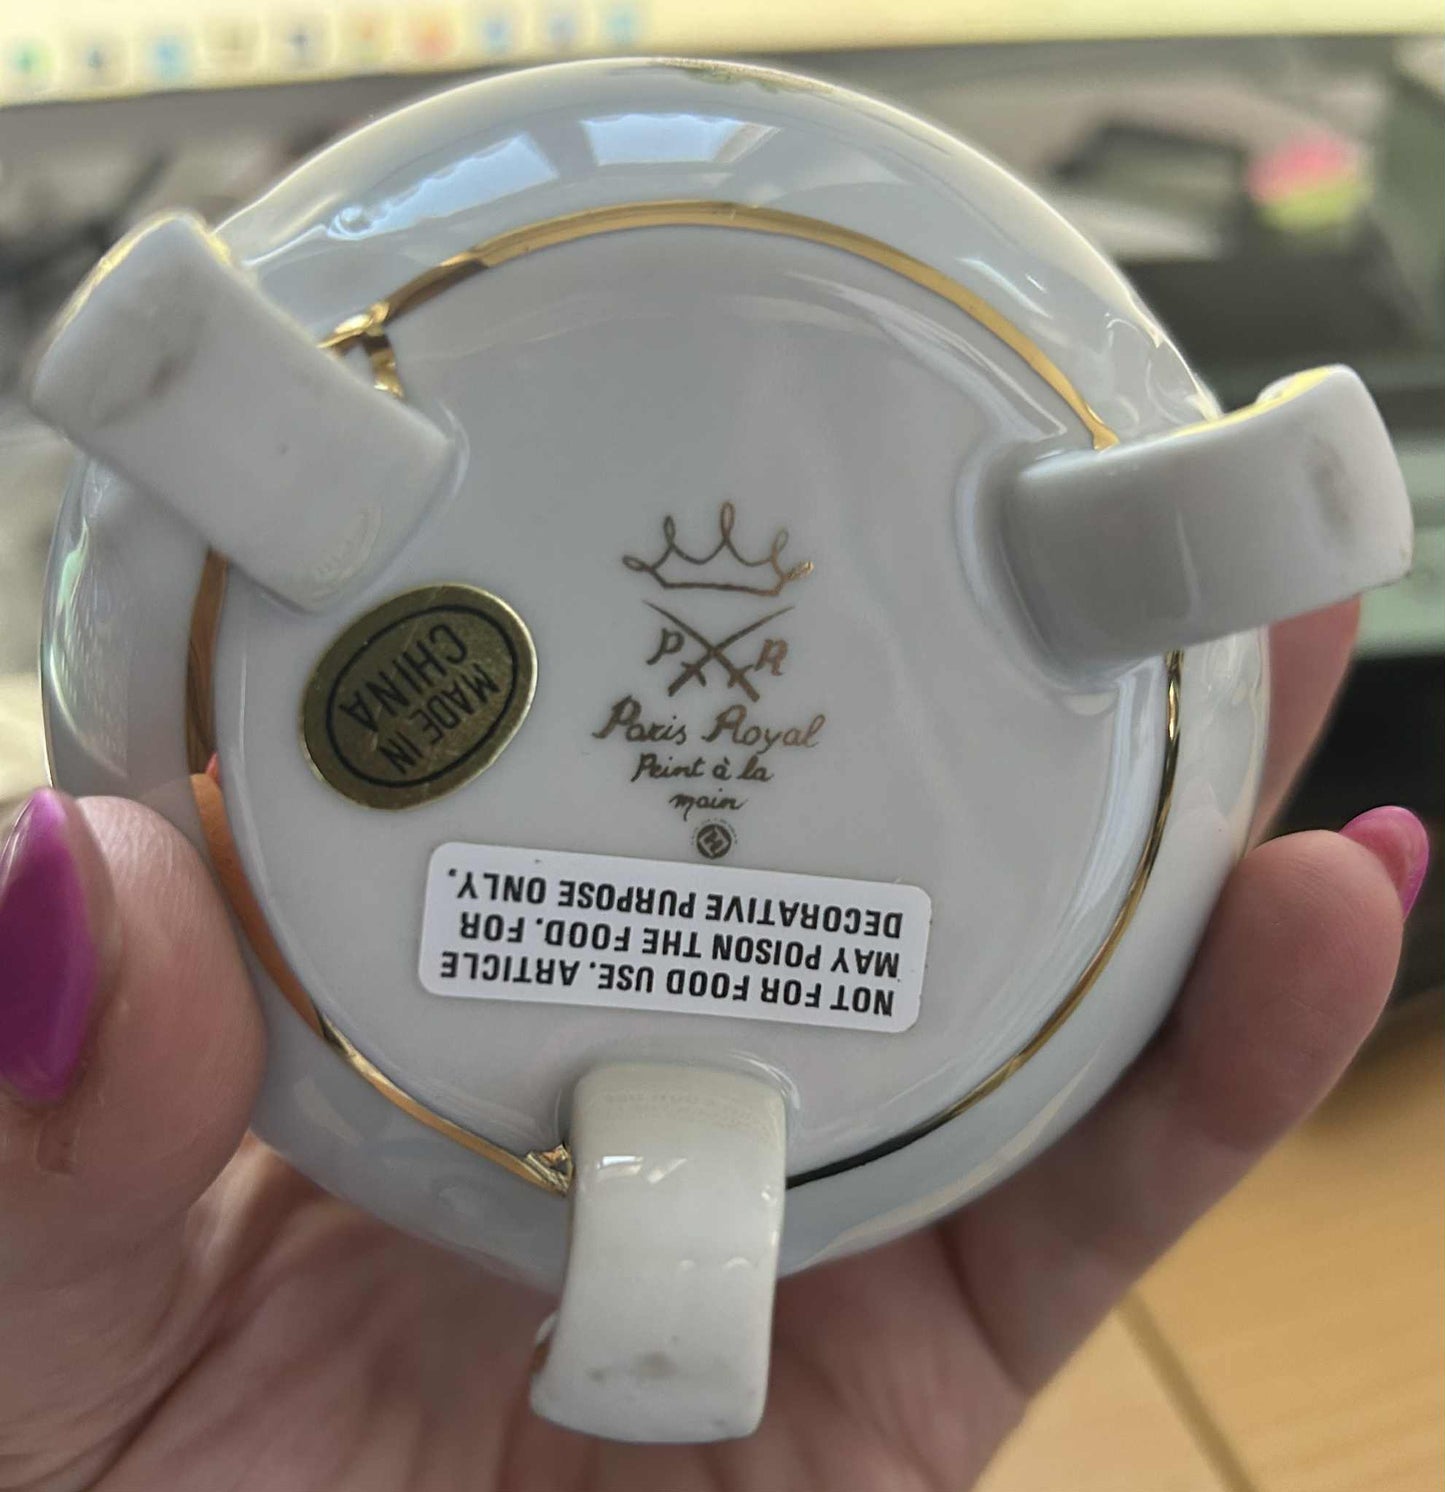 P R
Paris Royal
Peint à la
main
MADE IN
CHINA
NOT FOR FOOD USE. ARTICLE
MAY POISON THE FOOD. FOR
DECORATIVE PURPOSE ONLY.